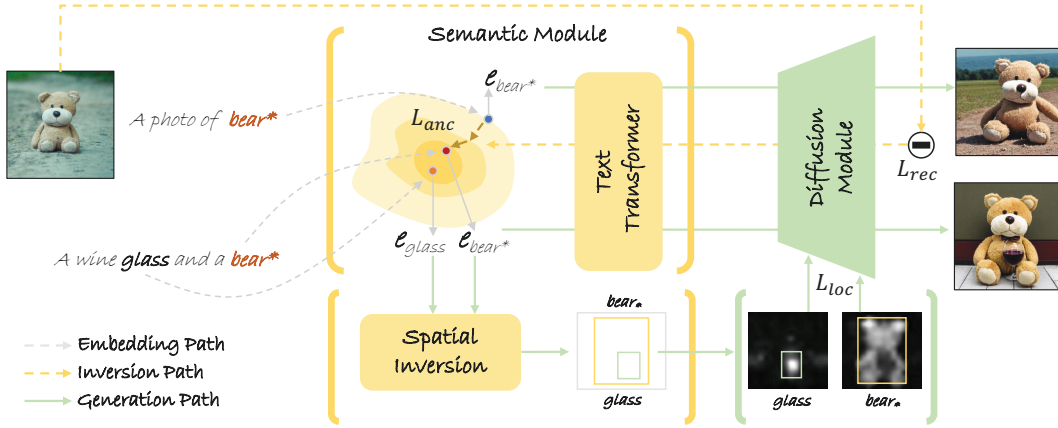 Semantic Module
e_bear*
A photo of bear*
L_anc
Text
Transformer
Diffusion
Module
L_rec
A wine glass and a bear*
e_glass e_bear*
L_loc
Spatial
Inversion
bear*
glass
glass
bear*
Embedding Path
Inversion Path
Generation Path